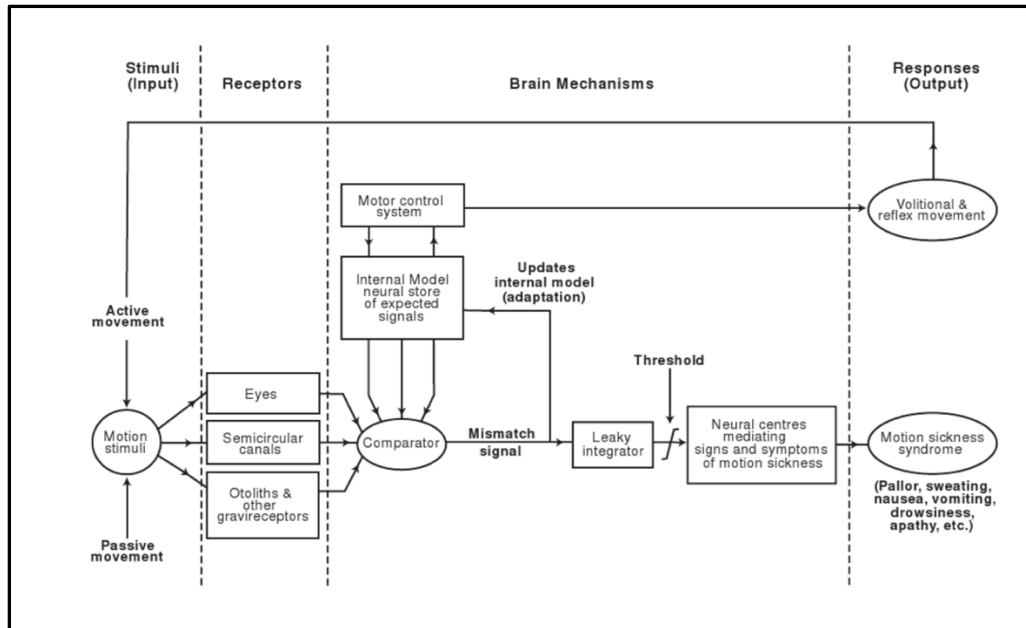 Stimuli
(Input)
Receptors
Brain Mechanisms
Responses
(Output)
Motor control
system
Volitional &
reflex movement
Internal Model
neural store
of expected
signals
Updates
internal model
(adaptation)
Active
movement
Threshold
Eyes
Motion
stimuli
Semicircular
canals
Comparator
Mismatch
signal
Leaky
integrator
Neural centres
mediating
signs and symptoms
of motion sickness
Motion sickness
syndrome
Otoliths &
other
gravireceptors
(Pallor, sweating,
nausea, vomiting,
drowsiness,
apathy, etc.)
Passive
movement